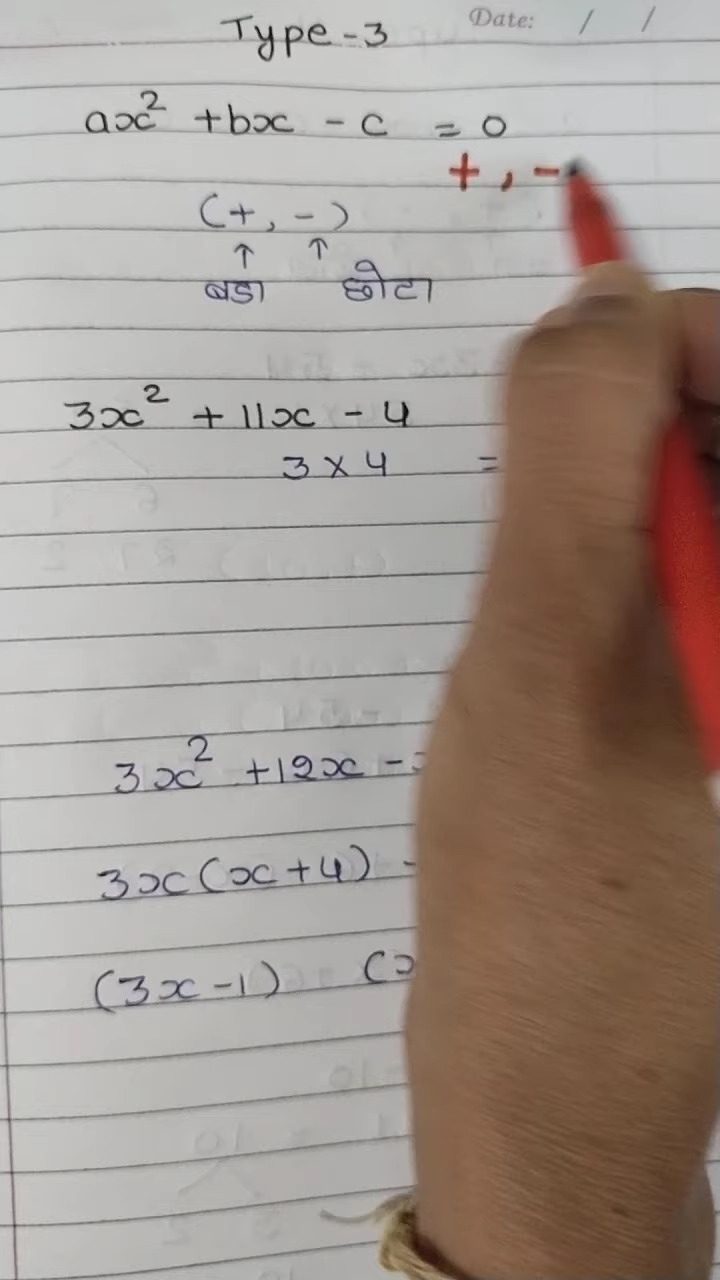 Type-3 Date: / /
ax² + bx - c = 0
+ , -
(+, -)
↑ ↑
बडा छोटा
3x² + 11x - 4
3 × 4 =
3x² + 12x -
3x(x+4) -
(3x-1) (x